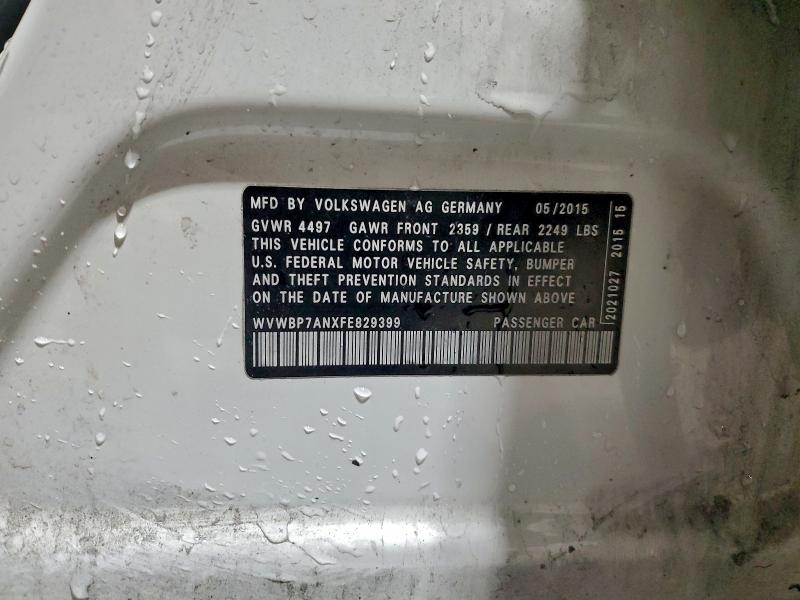 MFD BY VOLKSWAGEN AG GERMANY 05/2015
GVWR 4497 GAWR FRONT 2359 / REAR 2249 LBS
THIS VEHICLE CONFORMS TO ALL APPLICABLE
U.S. FEDERAL MOTOR VEHICLE SAFETY, BUMPER
AND THEFT PREVENTION STANDARDS IN EFFECT
ON THE DATE OF MANUFACTURE SHOWN ABOVE
WVWBP7ANXFE829399 PASSENGER CAR
2021027 2015 15